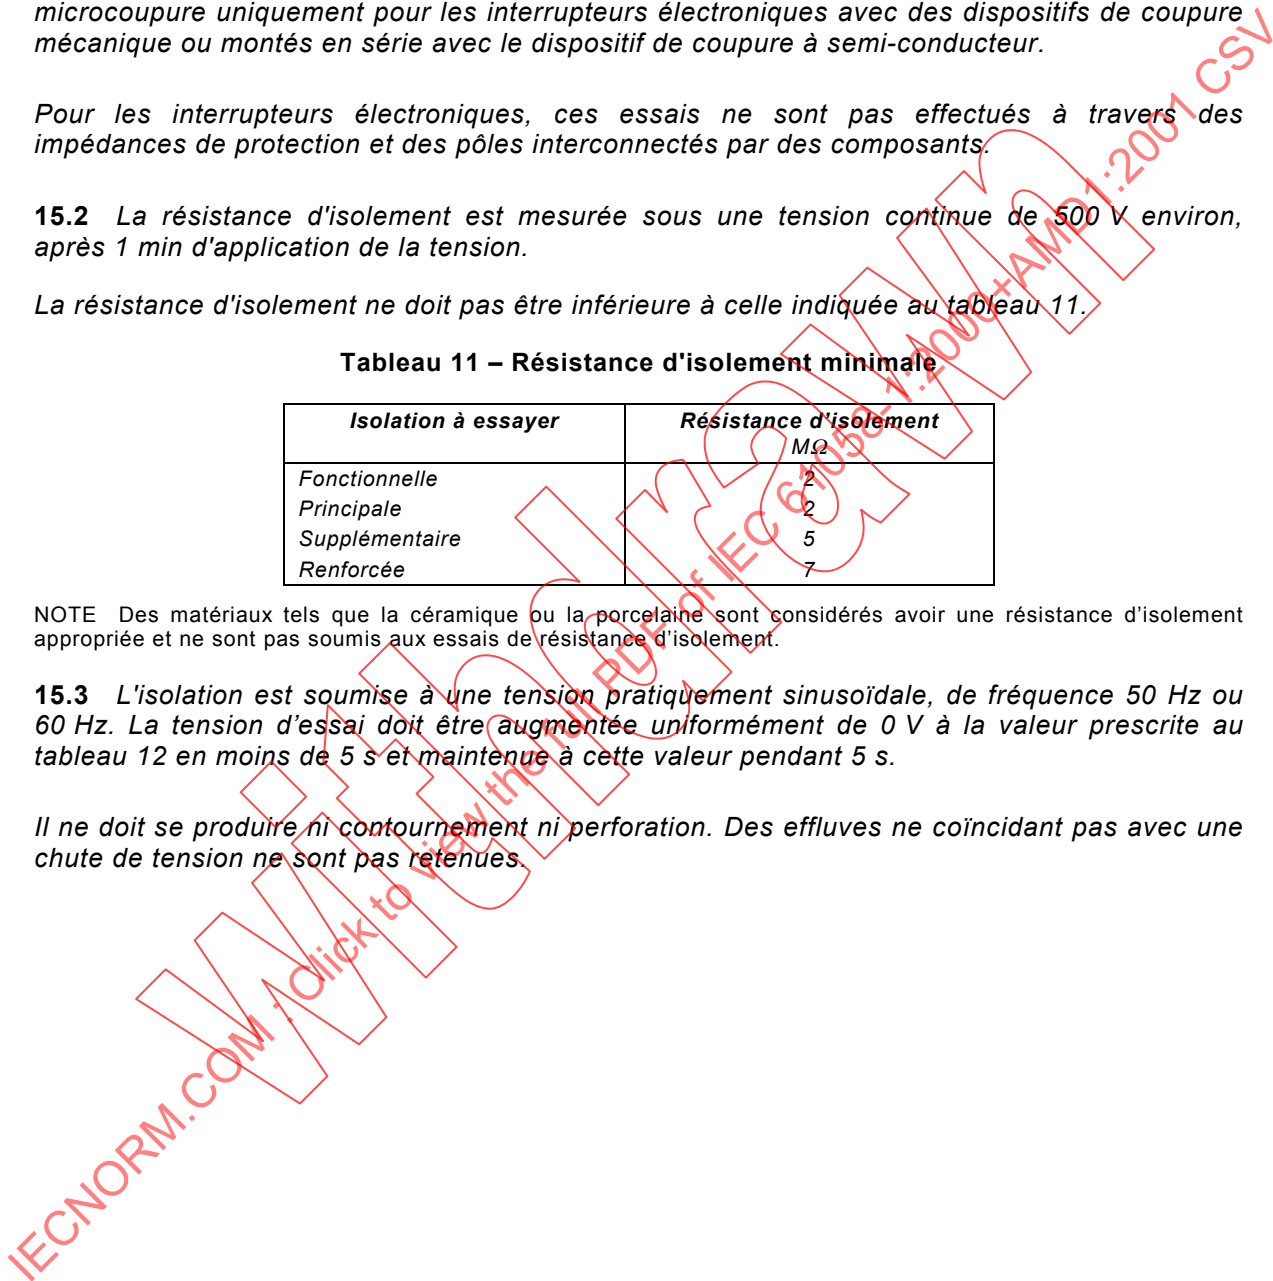 microcoupure uniquement pour les interrupteurs électroniques avec des dispositifs de coupure
mécanique ou montés en série avec le dispositif de coupure à semi-conducteur.
Pour les interrupteurs électroniques, ces essais ne sont pas effectués à travers des
impédances de protection et des pôles interconnectés par des composants.
15.2 La résistance d'isolement est mesurée sous une tension continue de 500 V environ,
après 1 min d'application de la tension.
La résistance d'isolement ne doit pas être inférieure à celle indiquée au tableau 11.
Tableau 11 – Résistance d'isolement minimale
Isolation à essayer Résistance d'isolement
MΩ
Fonctionnelle 2
Principale 2
Supplémentaire 5
Renforcée 7
NOTE Des matériaux tels que la céramique ou la porcelaine sont considérés avoir une résistance d’isolement
appropriée et ne sont pas soumis aux essais de résistance d’isolement.
15.3 L'isolation est soumise à une tension pratiquement sinusoïdale, de fréquence 50 Hz ou
60 Hz. La tension d’essai doit être augmentée uniformément de 0 V à la valeur prescrite au
tableau 12 en moins de 5 s et maintenue à cette valeur pendant 5 s.
Il ne doit se produire ni contournement ni perforation. Des effluves ne coïncidant pas avec une
chute de tension ne sont pas retenues.
withdrawn
IECNORM.COM : Click to view the full PDF of IEC 61058-1:2000+AMD1:2001 CSV